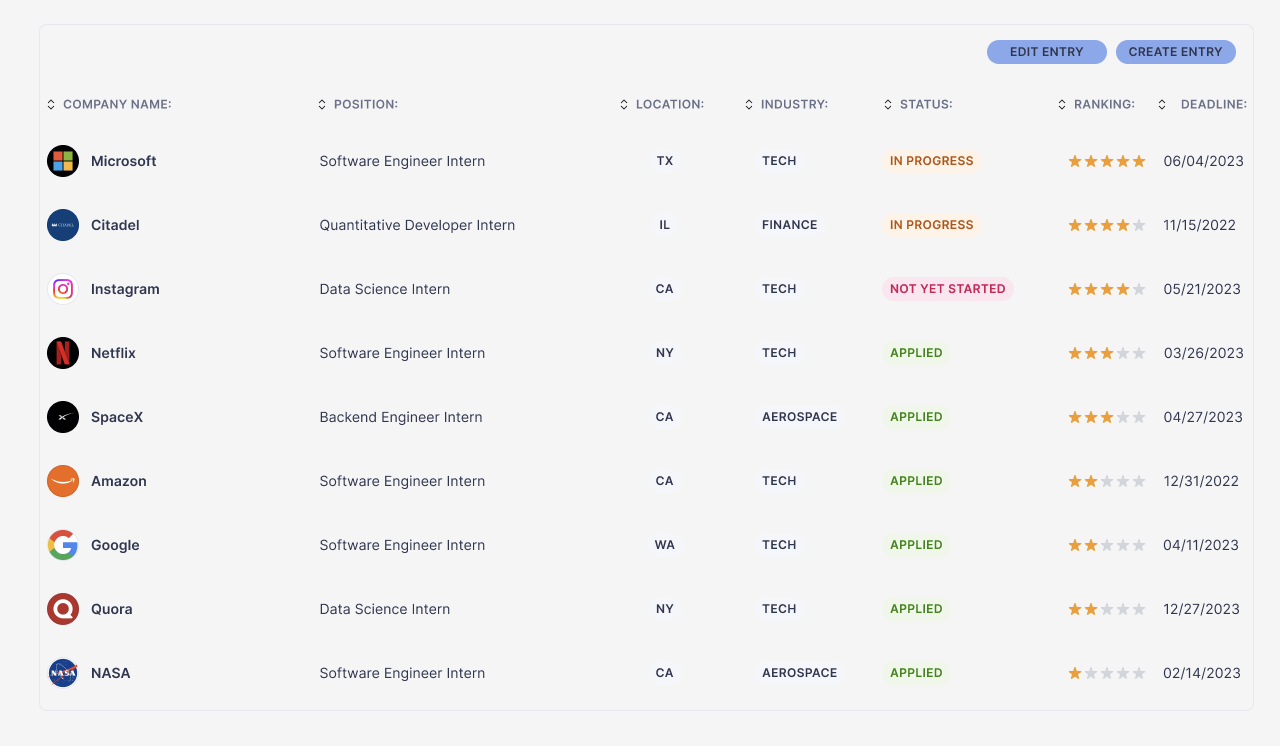 EDIT ENTRY CREATE ENTRY
COMPANY NAME: POSITION: LOCATION: INDUSTRY: STATUS: RANKING: DEADLINE:
Microsoft Software Engineer Intern TX TECH IN PROGRESS 06/04/2023
CITADEL Citadel Quantitative Developer Intern IL FINANCE IN PROGRESS 11/15/2022
Instagram Data Science Intern CA TECH NOT YET STARTED 05/21/2023
Netflix Software Engineer Intern NY TECH APPLIED 03/26/2023
SpaceX Backend Engineer Intern CA AEROSPACE APPLIED 04/27/2023
Amazon Software Engineer Intern CA TECH APPLIED 12/31/2022
Google Software Engineer Intern WA TECH APPLIED 04/11/2023
Quora Data Science Intern NY TECH APPLIED 12/27/2023
NASA NASA Software Engineer Intern CA AEROSPACE APPLIED 02/14/2023